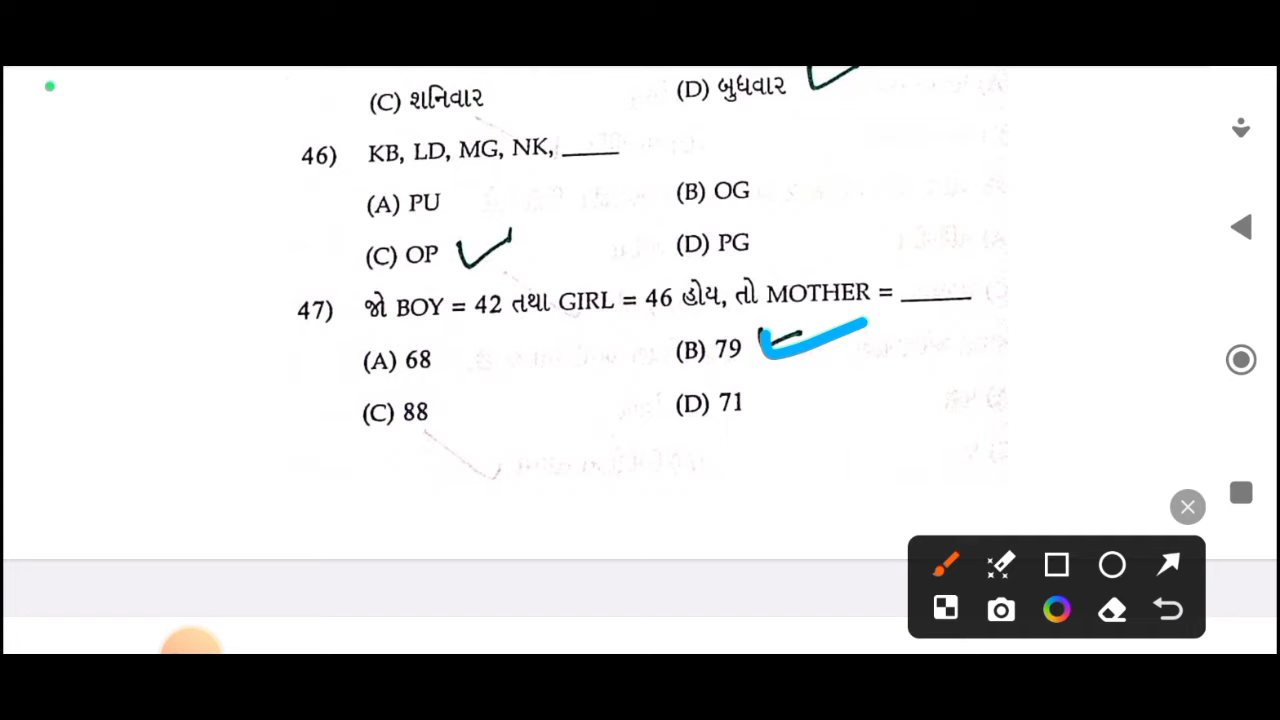 (C) શનિવાર (D) બુધવાર
46) KB, LD, MG, NK, ____
(A) PU (B) OG
(C) OP (D) PG
47) જો BOY = 42 તથા GIRL = 46 હોય, તો MOTHER = ____
(A) 68 (B) 79
(C) 88 (D) 71